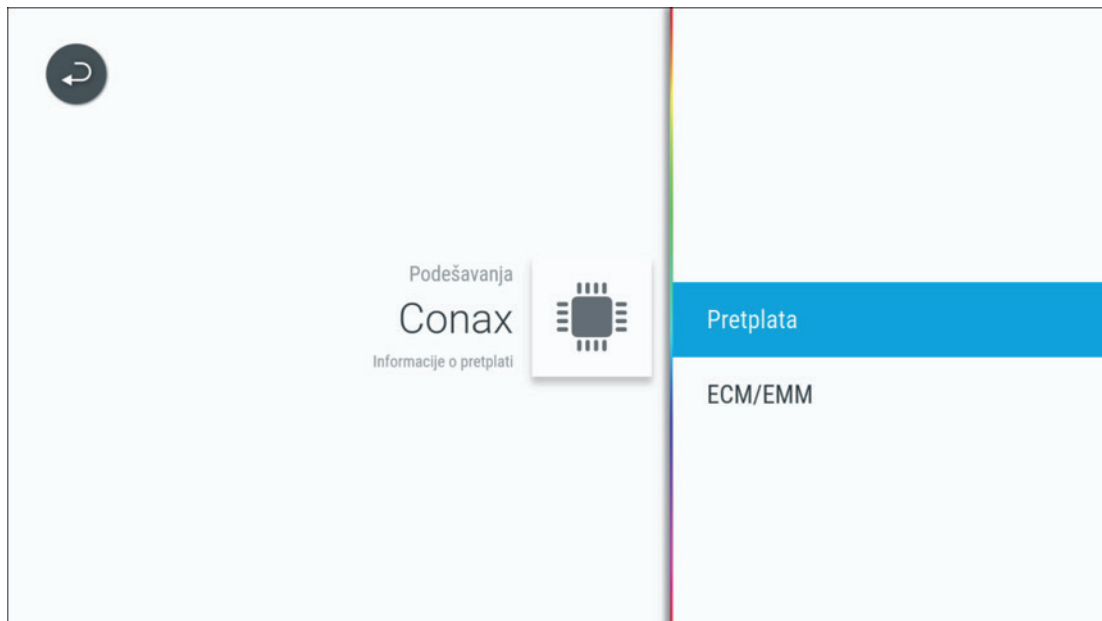 Podešavanja
Conax
Informacije o pretplati
Pretplata
ECM/EMM